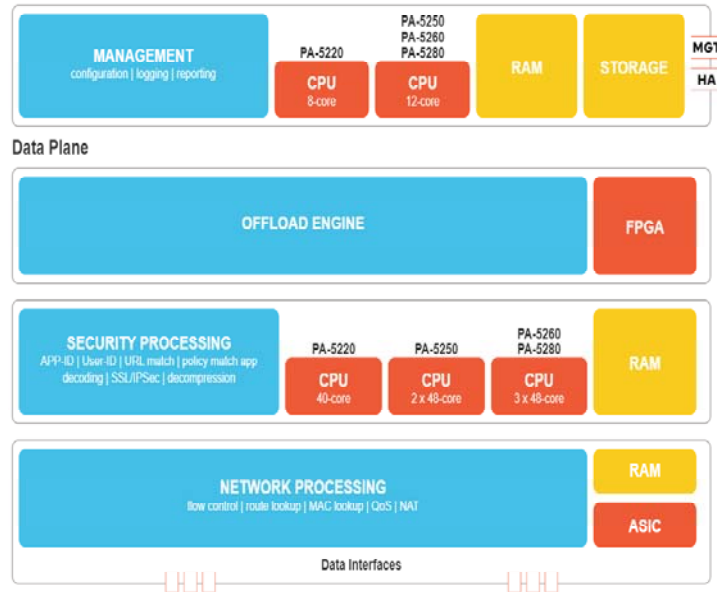 PA-5250
PA-5260
PA-5220 PA-5280
MANAGEMENT
configuration | logging | reporting
CPU
8-core
CPU
12-core
RAM
STORAGE
MGT
HA
Data Plane
OFFLOAD ENGINE
FPGA
SECURITY PROCESSING
APP-ID | User-ID | URL match | policy match app
decoding | SSL/IPSec | decompression
PA-5220
CPU
40-core
PA-5250
CPU
2 x 48-core
PA-5260
PA-5280
CPU
3 x 48-core
RAM
NETWORK PROCESSING
flow control | route lookup | MAC lookup | QoS | NAT
RAM
ASIC
Data Interfaces